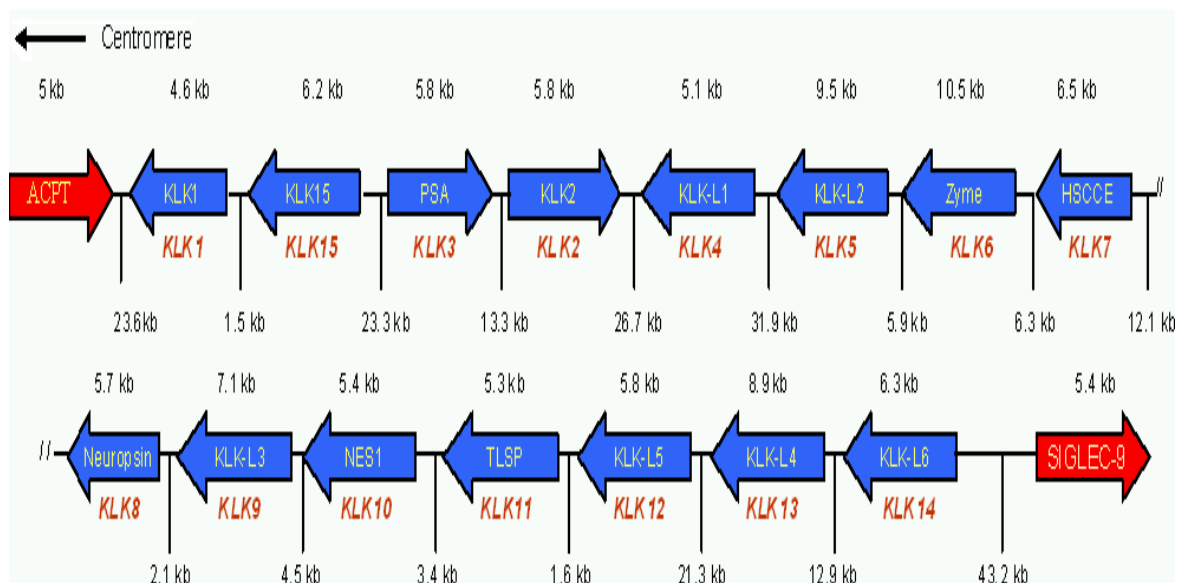 Centromere
5 kb 4.6 kb 6.2 kb 5.8 kb 5.8 kb 5.1 kb 9.5 kb 10.5 kb 6.5 kb
ACPT KLK1 KLK15 PSA KLK2 KLK-L1 KLK-L2 Zyme HSCCE //
KLK1 KLK15 KLK3 KLK2 KLK4 KLK5 KLK6 KLK7
23.6kb 1.5 kb 23.3 kb 13.3 kb 26.7 kb 31.9 kb 5.9 kb 6.3 kb 12.1 kb
5.7 kb 7.1 kb 5.4 kb 5.3 kb 5.8 kb 8.9 kb 6.3 kb 5.4 kb
// Neuropsin KLK-L3 NES1 TLSP KLK-L5 KLK-L4 KLK-L6 SIGLEC-9
KLK8 KLK9 KLK10 KLK11 KLK12 KLK13 KLK14
2.1 kb 4.5 kb 3.4 kb 1.6 kb 21.3 kb 12.9 kb 43.2 kb